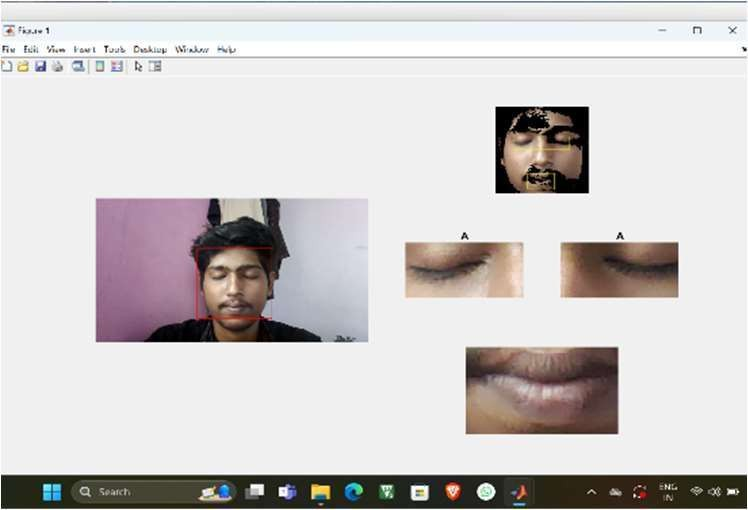 Figure 1
File Edit View Insert Tools Desktop Window Help
A
A
Search
ENG
IN